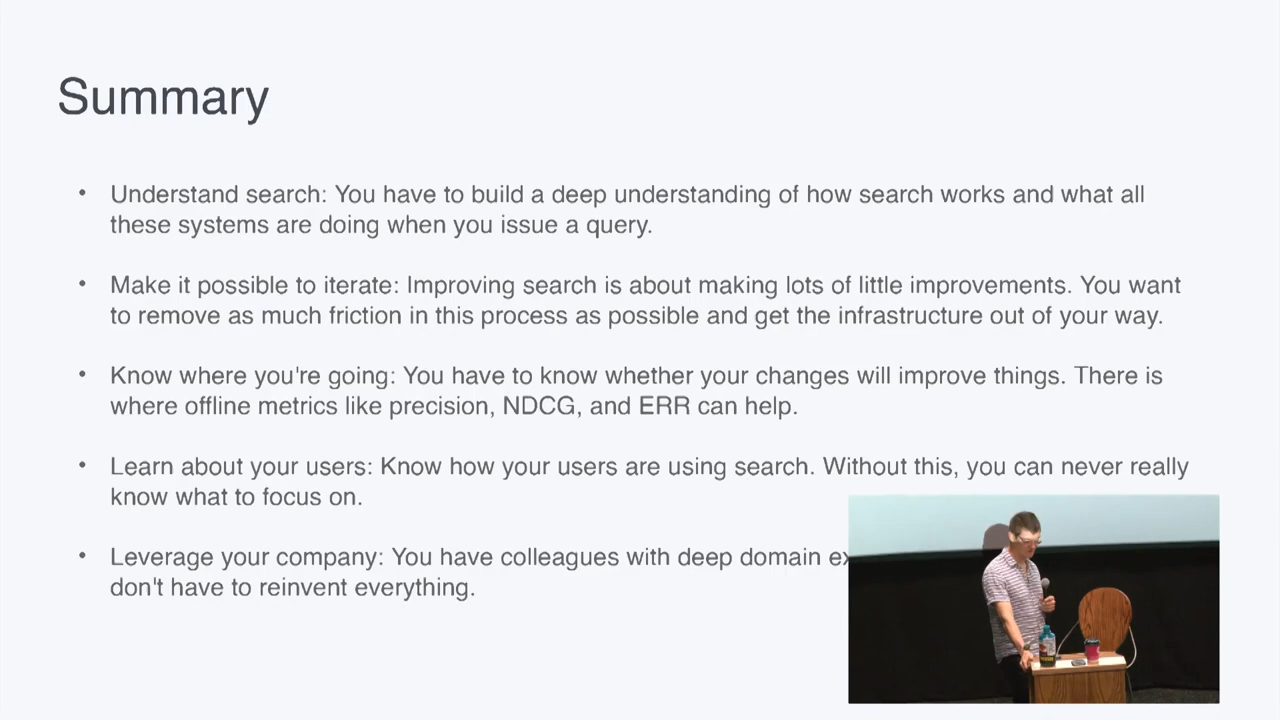 Summary
• Understand search: You have to build a deep understanding of how search works and what all
these systems are doing when you issue a query.
• Make it possible to iterate: Improving search is about making lots of little improvements. You want
to remove as much friction in this process as possible and get the infrastructure out of your way.
• Know where you're going: You have to know whether your changes will improve things. There is
where offline metrics like precision, NDCG, and ERR can help.
• Learn about your users: Know how your users are using search. Without this, you can never really
know what to focus on.
• Leverage your company: You have colleagues with deep domain
don't have to reinvent everything.